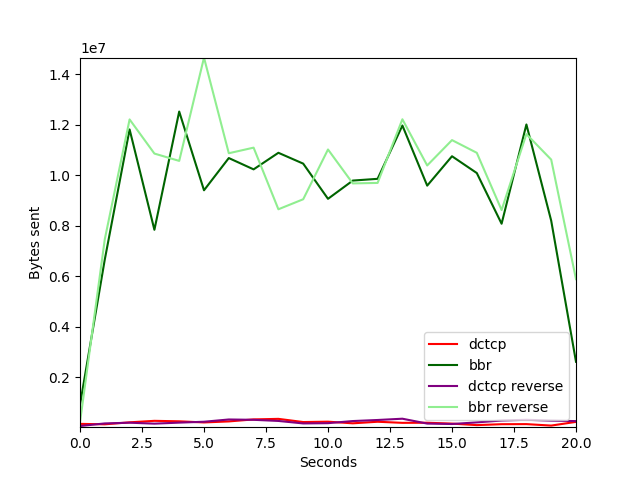 1e7
1.4
1.2
1.0
0.8
0.6
0.4
0.2
Bytes sent
dctcp
bbr
dctcp reverse
bbr reverse
0.0 2.5 5.0 7.5 10.0 12.5 15.0 17.5 20.0
Seconds